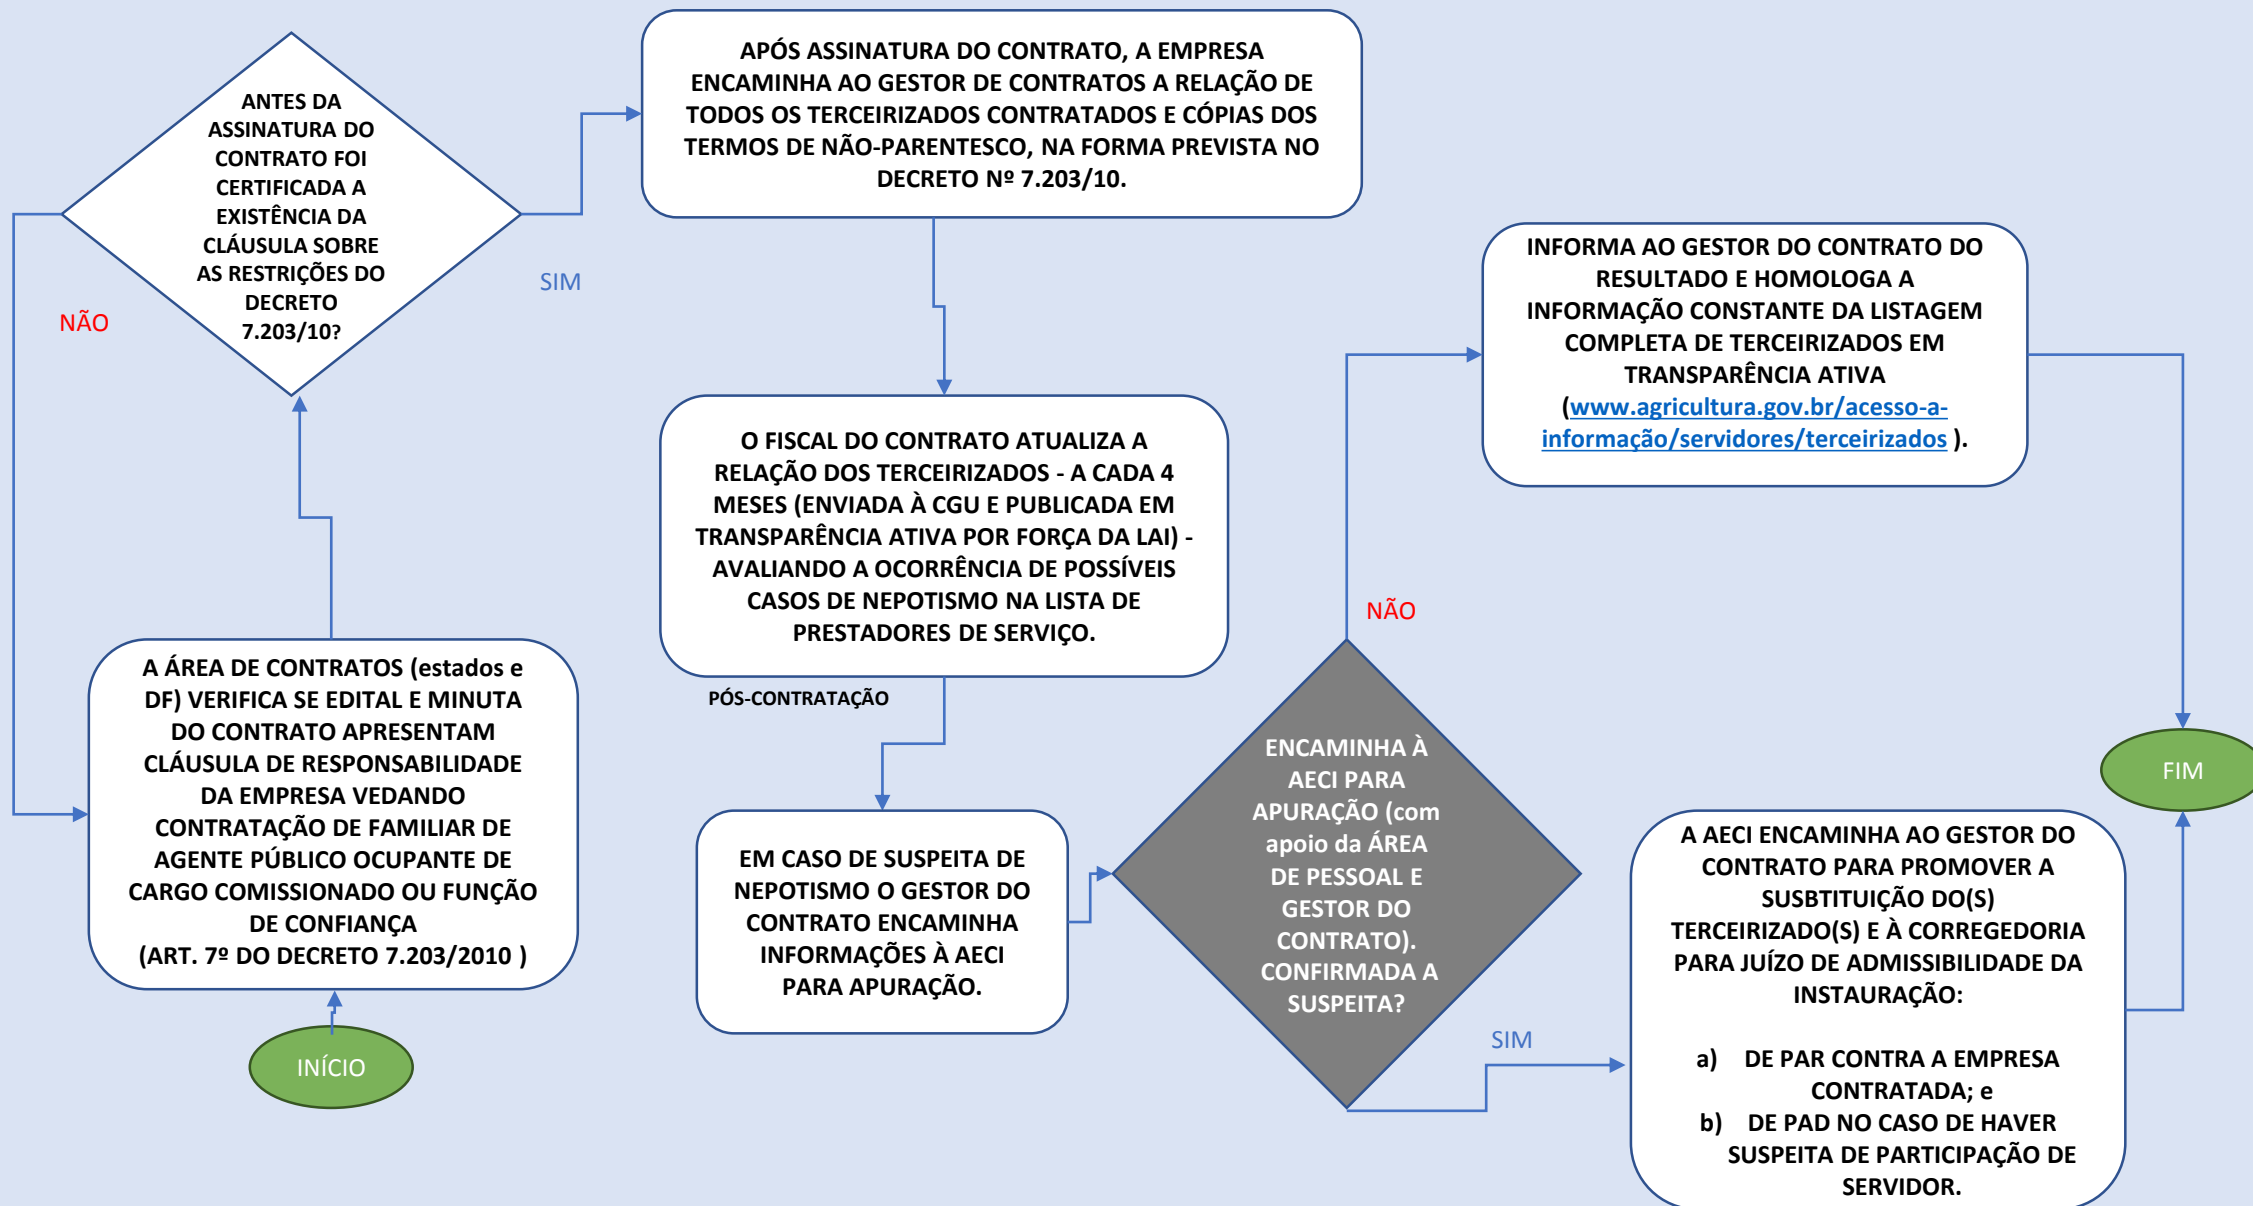 ANTES DA
ASSINATURA DO
CONTRATO FOI
CERTIFICADA A
EXISTÊNCIA DA
CLÁUSULA SOBRE
AS RESTRIÇÕES DO
DECRETO
7.203/10?
NÃO
SIM
APÓS ASSINATURA DO CONTRATO, A EMPRESA
ENCAMINHA AO GESTOR DE CONTRATOS A RELAÇÃO DE
TODOS OS TERCEIRIZADOS CONTRATADOS E CÓPIAS DOS
TERMOS DE NÃO-PARENTESCO, NA FORMA PREVISTA NO
DECRETO Nº 7.203/10.
A ÁREA DE CONTRATOS (estados e
DF) VERIFICA SE EDITAL E MINUTA
DO CONTRATO APRESENTAM
CLÁUSULA DE RESPONSABILIDADE
DA EMPRESA VEDANDO
CONTRATAÇÃO DE FAMILIAR DE
AGENTE PÚBLICO OCUPANTE DE
CARGO COMISSIONADO OU FUNÇÃO
DE CONFIANÇA
(ART. 7º DO DECRETO 7.203/2010 )
INÍCIO
O FISCAL DO CONTRATO ATUALIZA A
RELAÇÃO DOS TERCEIRIZADOS - A CADA 4
MESES (ENVIADA À CGU E PUBLICADA EM
TRANSPARÊNCIA ATIVA POR FORÇA DA LAI) -
AVALIANDO A OCORRÊNCIA DE POSSÍVEIS
CASOS DE NEPOTISMO NA LISTA DE
PRESTADORES DE SERVIÇO.
PÓS-CONTRATAÇÃO
EM CASO DE SUSPEITA DE
NEPOTISMO O GESTOR DO
CONTRATO ENCAMINHA
INFORMAÇÕES À AECI
PARA APURAÇÃO.
ENCAMINHA À
AECI PARA
APURAÇÃO (com
apoio da ÁREA
DE PESSOAL E
GESTOR DO
CONTRATO).
CONFIRMADA A
SUSPEITA?
NÃO
SIM
INFORMA AO GESTOR DO CONTRATO DO
RESULTADO E HOMOLOGA A
INFORMAÇÃO CONSTANTE DA LISTAGEM
COMPLETA DE TERCEIRIZADOS EM
TRANSPARÊNCIA ATIVA
(www.agricultura.gov.br/acesso-a-
informação/servidores/terceirizados ).
FIM
A AECI ENCAMINHA AO GESTOR DO
CONTRATO PARA PROMOVER A
SUSBTITUIÇÃO DO(S)
TERCEIRIZADO(S) E À CORREGEDORIA
PARA JUÍZO DE ADMISSIBILIDADE DA
INSTAURAÇÃO:
a) DE PAR CONTRA A EMPRESA
CONTRATADA; e
b) DE PAD NO CASO DE HAVER
SUSPEITA DE PARTICIPAÇÃO DE
SERVIDOR.